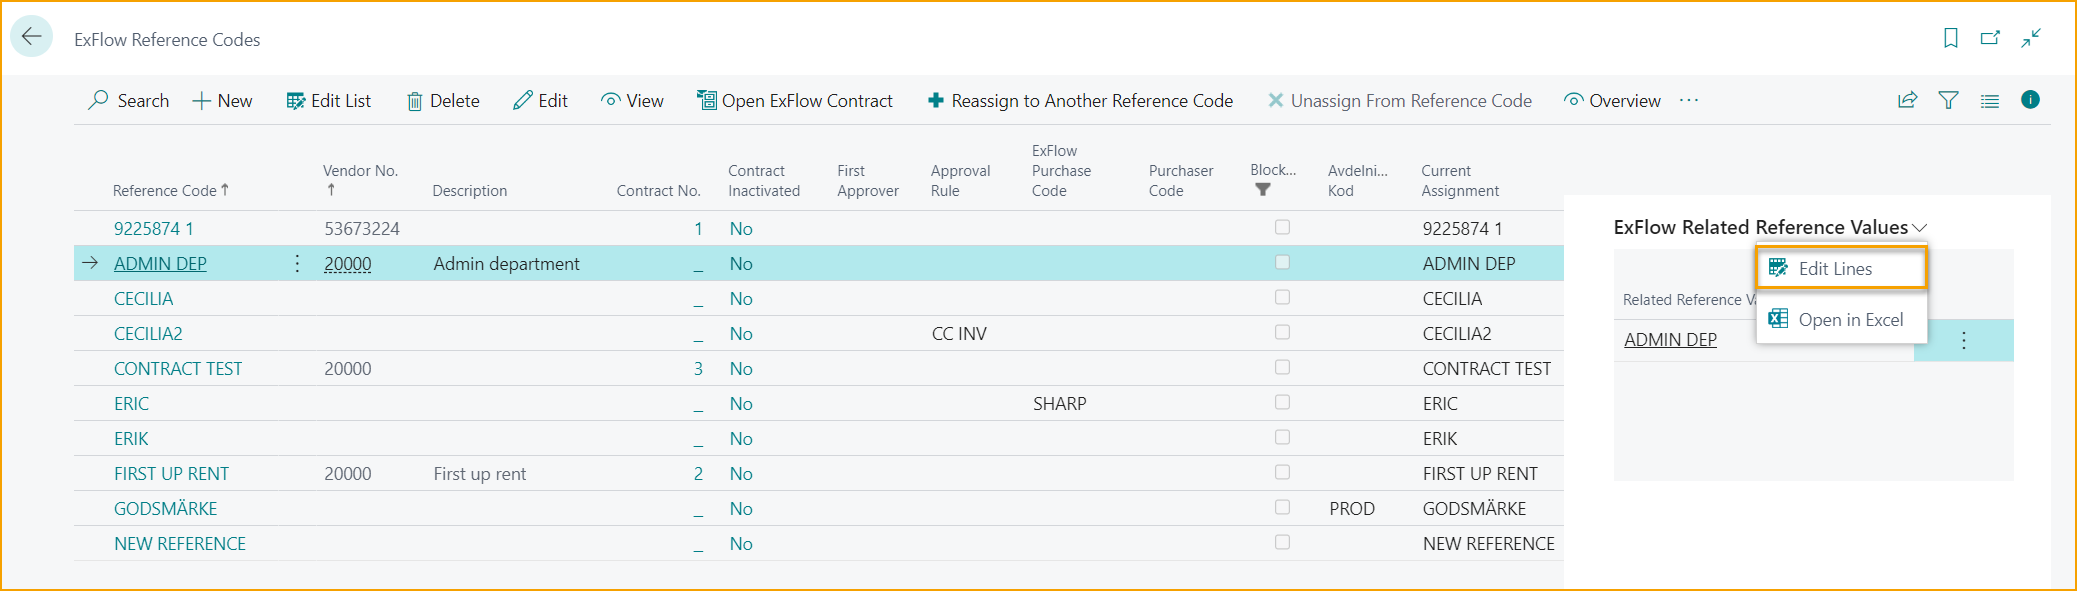 ExFlow Reference Codes
Search New Edit List Delete Edit View Open ExFlow Contract Reassign to Another Reference Code Unassign From Reference Code Overview ...
Reference Code Vendor No. Description Contract No. Contract Inactivated First Approver Approval Rule ExFlow Purchase Code Purchaser Code Block... Avdelni... Kod Current Assignment
9225874 1 53673224 1 No 9225874 1
ADMIN DEP 20000 Admin department _ No ADMIN DEP
CECILIA _ No CECILIA
CECILIA2 _ No CC INV CECILIA2
CONTRACT TEST 20000 3 No CONTRACT TEST
ERIC _ No SHARP ERIC
ERIK _ No ERIK
FIRST UP RENT 20000 First up rent 2 No FIRST UP RENT
GODSMÄRKE _ No PROD GODSMÄRKE
NEW REFERENCE _ No NEW REFERENCE
ExFlow Related Reference Values
Edit Lines
Related Reference
Open in Excel
ADMIN DEP